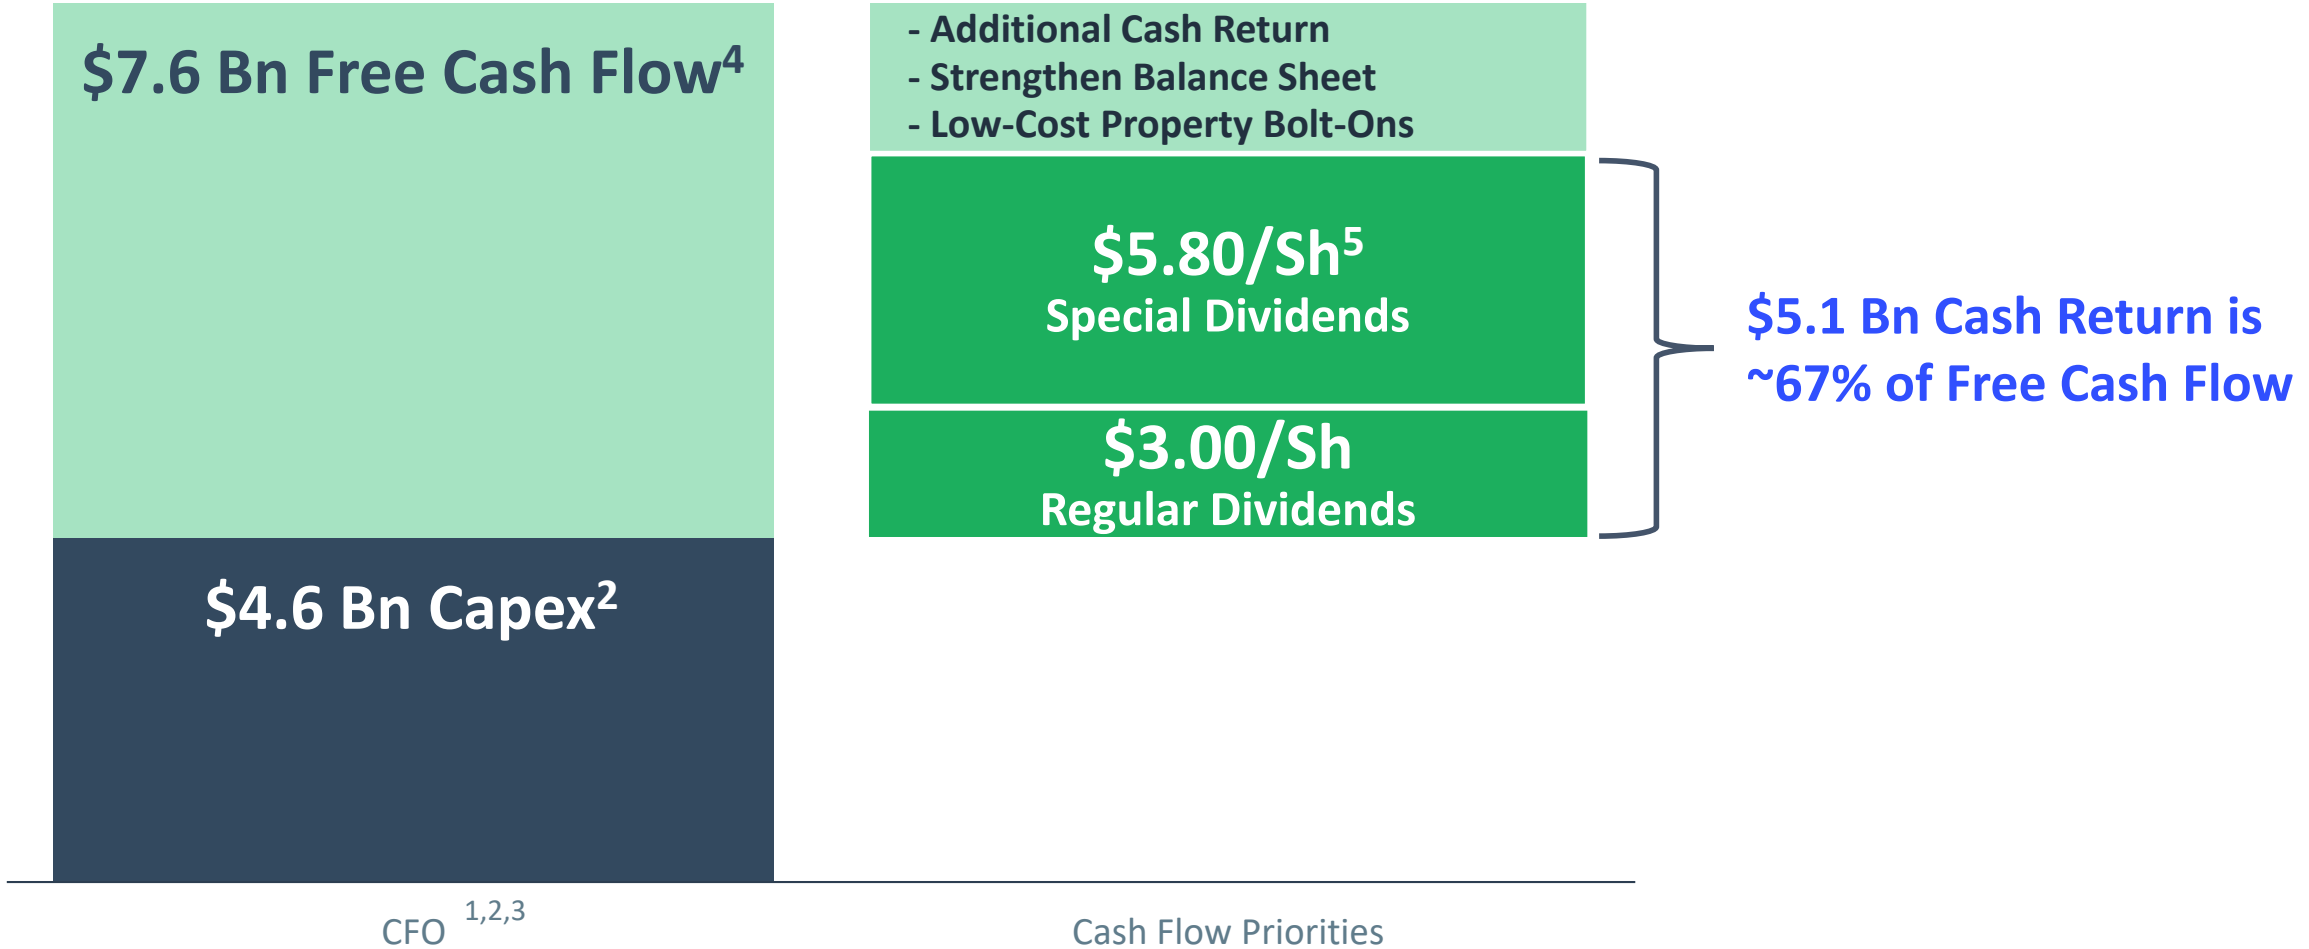 $7.6 Bn Free Cash Flow⁴
$4.6 Bn Capex²
- Additional Cash Return
- Strengthen Balance Sheet
- Low-Cost Property Bolt-Ons
$5.80/Sh⁵
Special Dividends
$3.00/Sh
Regular Dividends
$5.1 Bn Cash Return is
~67% of Free Cash Flow
CFO 1,2,3
Cash Flow Priorities